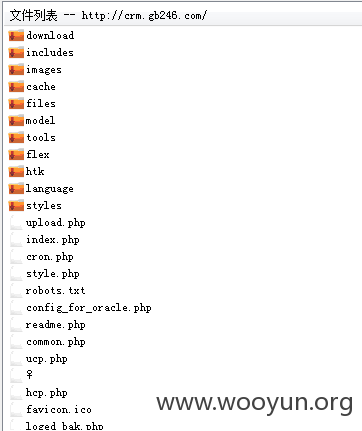 文件列表 -- http://crm.gb246.com/
download
includes
images
cache
files
model
tools
flex
htk
language
styles
upload.php
index.php
cron.php
style.php
robots.txt
config_for_oracle.php
readme.php
common.php
ucp.php
♀
hcp.php
favicon.ico
loged_bak.php
www.wooyun.org